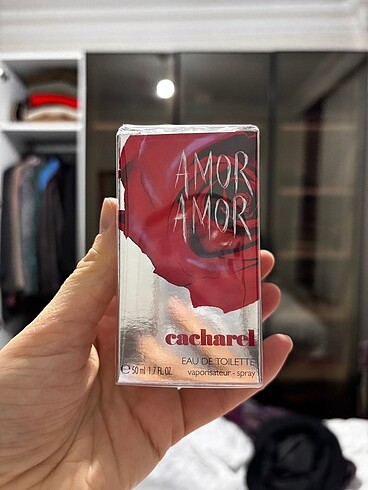 AMOR
AMOR
cacharel
EAU DE TOILETTE
℮ 50 ml 1.7 FL.OZ. vaporisateur - spray